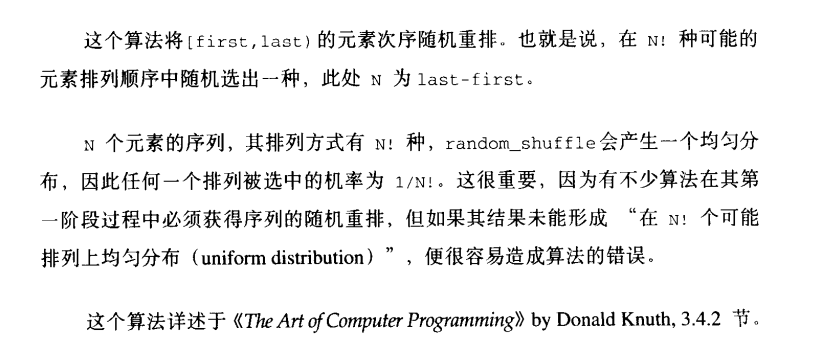 这个算法将[first,last)的元素次序随机重排。也就是说，在 N! 种可能的
元素排列顺序中随机选出一种，此处 N 为 last-first。
N 个元素的序列，其排列方式有 N! 种，random_shuffle会产生一个均匀分
布，因此任何一个排列被选中的机率为 1/N!。这很重要，因为有不少算法在其第
一阶段过程中必须获得序列的随机重排，但如果其结果未能形成 “在 N! 个可能
排列上均匀分布（uniform distribution）”，便很容易造成算法的错误。
这个算法详述于《The Art of Computer Programming》by Donald Knuth, 3.4.2 节。